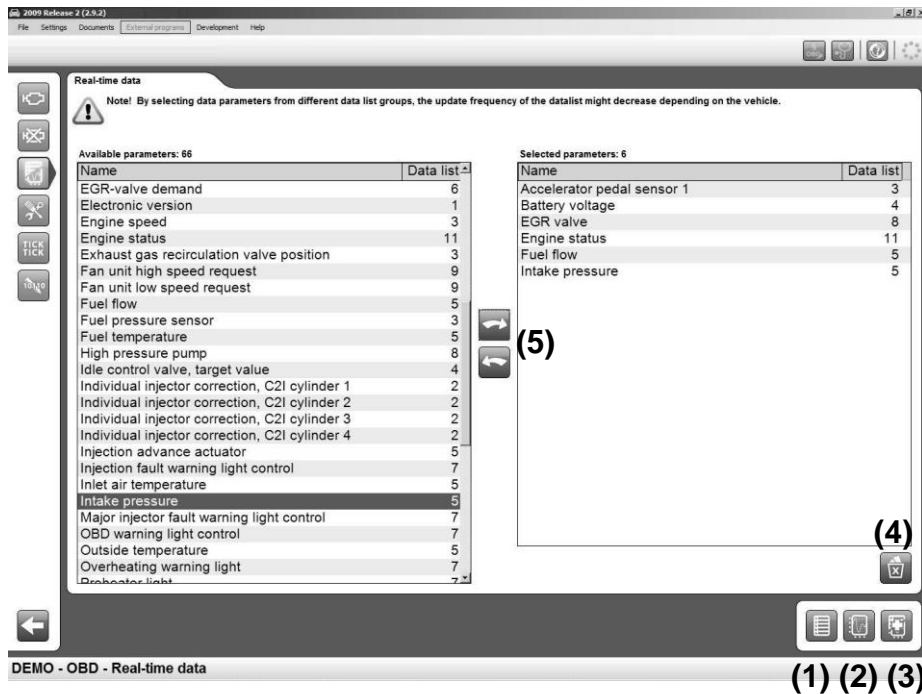 2009 Release 2 (2.9.2)
File Settings Documents External programs Development Help
Real-time data
Note! By selecting data parameters from different data list groups, the update frequency of the datalist might decrease depending on the vehicle.
Available parameters: 66
Name Data list
EGR-valve demand 6
Electronic version 1
Engine speed 3
Engine status 11
Exhaust gas recirculation valve position 3
Fan unit high speed request 9
Fan unit low speed request 9
Fuel flow 5
Fuel pressure sensor 3
Fuel temperature 5
High pressure pump 8
Idle control valve, target value 4
Individual injector correction, C2I cylinder 1 2
Individual injector correction, C2I cylinder 2 2
Individual injector correction, C2I cylinder 3 2
Individual injector correction, C2I cylinder 4 2
Injection advance actuator 5
Injection fault warning light control 7
Inlet air temperature 5
Intake pressure 5
Major injector fault warning light control 7
OBD warning light control 7
Outside temperature 5
Overheating warning light 7
Preheater light 7
Selected parameters: 6
Name Data list
Accelerator pedal sensor 1 3
Battery voltage 4
EGR valve 8
Engine status 11
Fuel flow 5
Intake pressure 5
(5)
(4)
TICK
TICK
DEMO - OBD - Real-time data
(1) (2) (3)